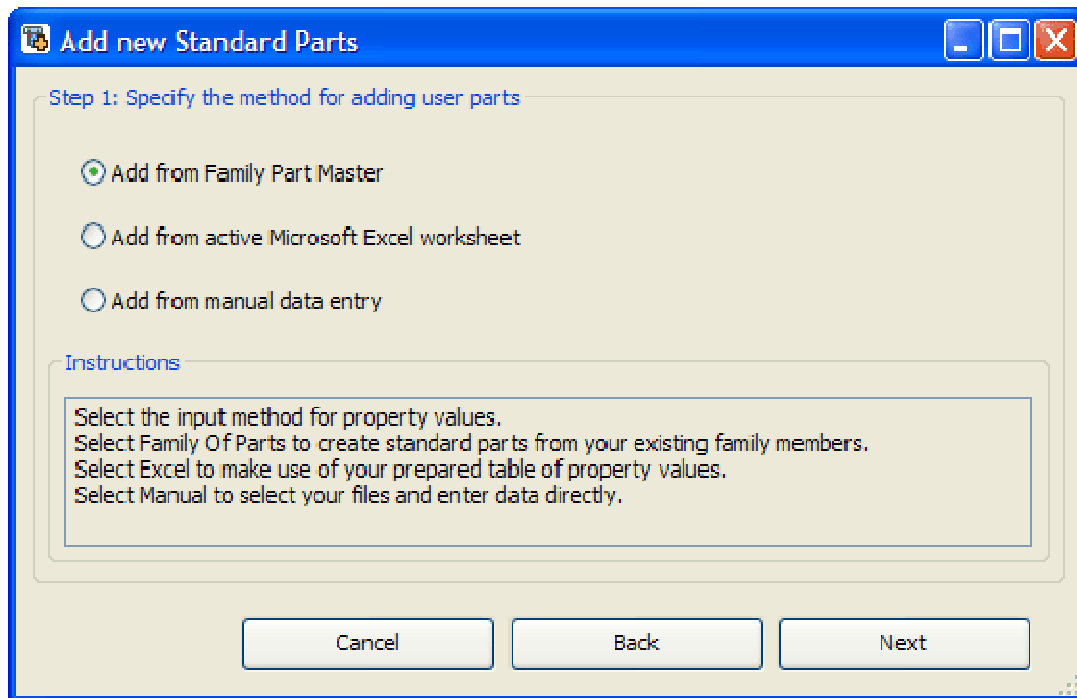 Add new Standard Parts
Step 1: Specify the method for adding user parts
Add from Family Part Master
Add from active Microsoft Excel worksheet
Add from manual data entry
Instructions
Select the input method for property values.
Select Family Of Parts to create standard parts from your existing family members.
Select Excel to make use of your prepared table of property values.
Select Manual to select your files and enter data directly.
Cancel
Back
Next